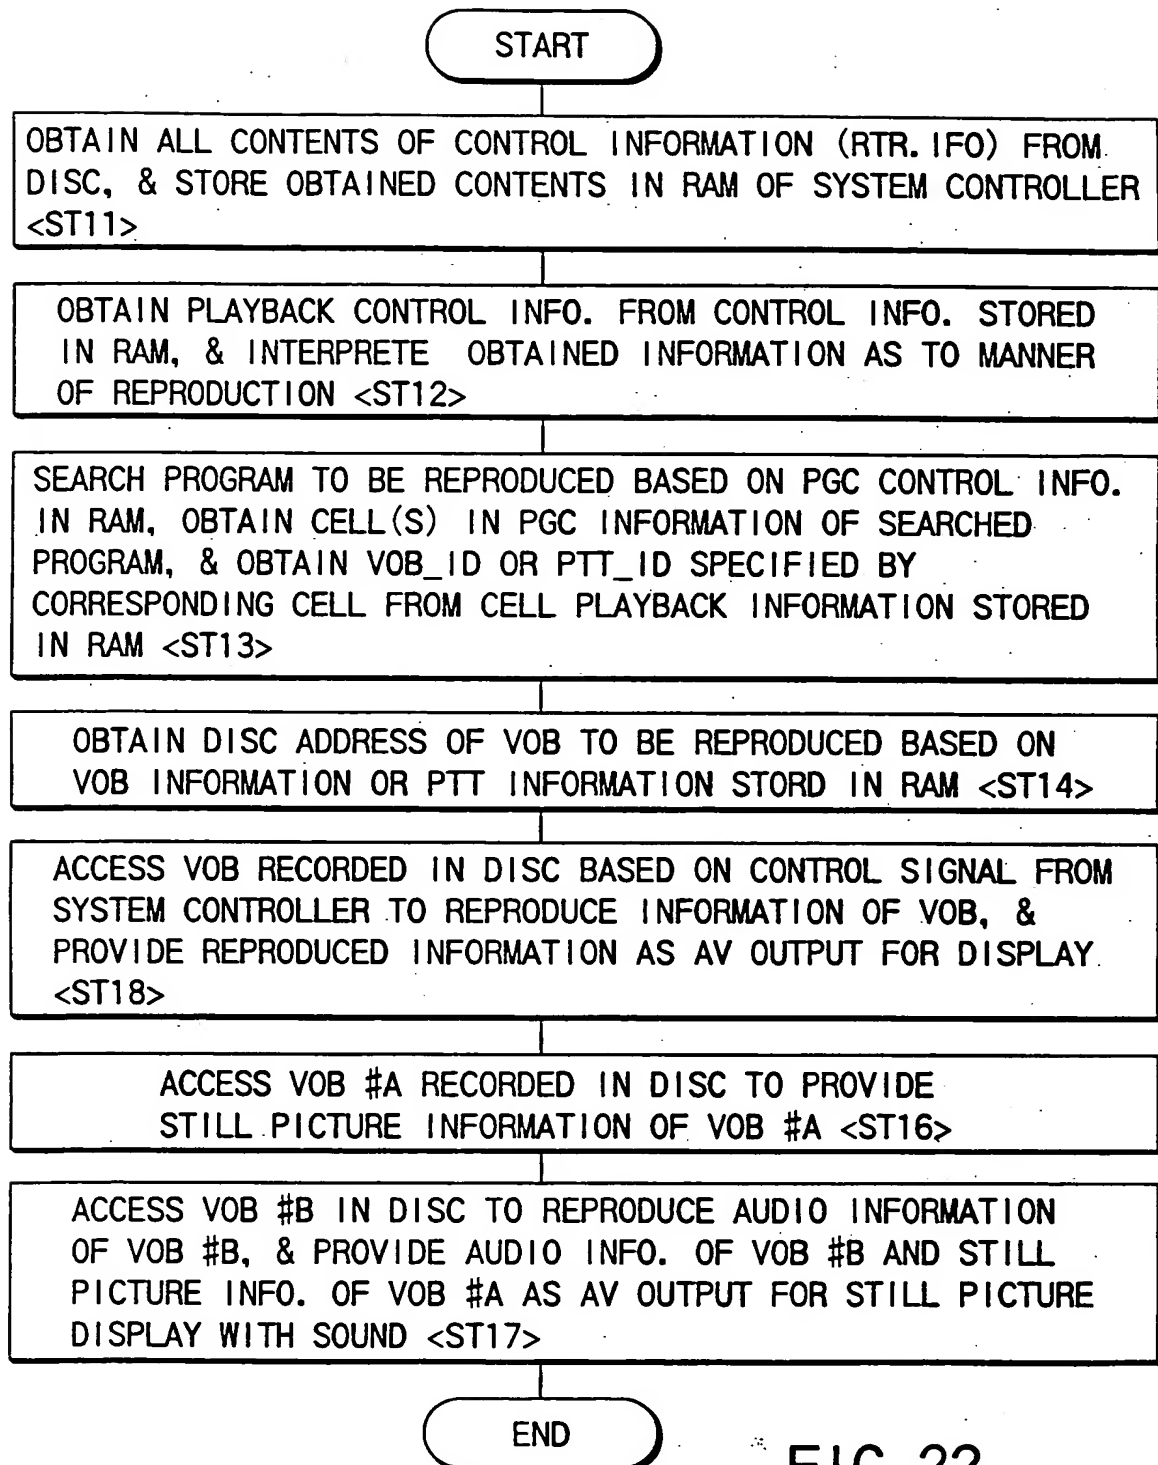 START
OBTAIN ALL CONTENTS OF CONTROL INFORMATION (RTR.IFO) FROM
DISC, & STORE OBTAINED CONTENTS IN RAM OF SYSTEM CONTROLLER
<ST11>
OBTAIN PLAYBACK CONTROL INFO. FROM CONTROL INFO. STORED
IN RAM, & INTERPRETE OBTAINED INFORMATION AS TO MANNER
OF REPRODUCTION <ST12>
SEARCH PROGRAM TO BE REPRODUCED BASED ON PGC CONTROL INFO.
IN RAM, OBTAIN CELL(S) IN PGC INFORMATION OF SEARCHED
PROGRAM, & OBTAIN VOB_ID OR PTT_ID SPECIFIED BY
CORRESPONDING CELL FROM CELL PLAYBACK INFORMATION STORED
IN RAM <ST13>
OBTAIN DISC ADDRESS OF VOB TO BE REPRODUCED BASED ON
VOB INFORMATION OR PTT INFORMATION STORD IN RAM <ST14>
ACCESS VOB RECORDED IN DISC BASED ON CONTROL SIGNAL FROM
SYSTEM CONTROLLER TO REPRODUCE INFORMATION OF VOB, &
PROVIDE REPRODUCED INFORMATION AS AV OUTPUT FOR DISPLAY
<ST18>
ACCESS VOB #A RECORDED IN DISC TO PROVIDE
STILL PICTURE INFORMATION OF VOB #A <ST16>
ACCESS VOB #B IN DISC TO REPRODUCE AUDIO INFORMATION
OF VOB #B, & PROVIDE AUDIO INFO. OF VOB #B AND STILL
PICTURE INFO. OF VOB #A AS AV OUTPUT FOR STILL PICTURE
DISPLAY WITH SOUND <ST17>
END
FIG. 22